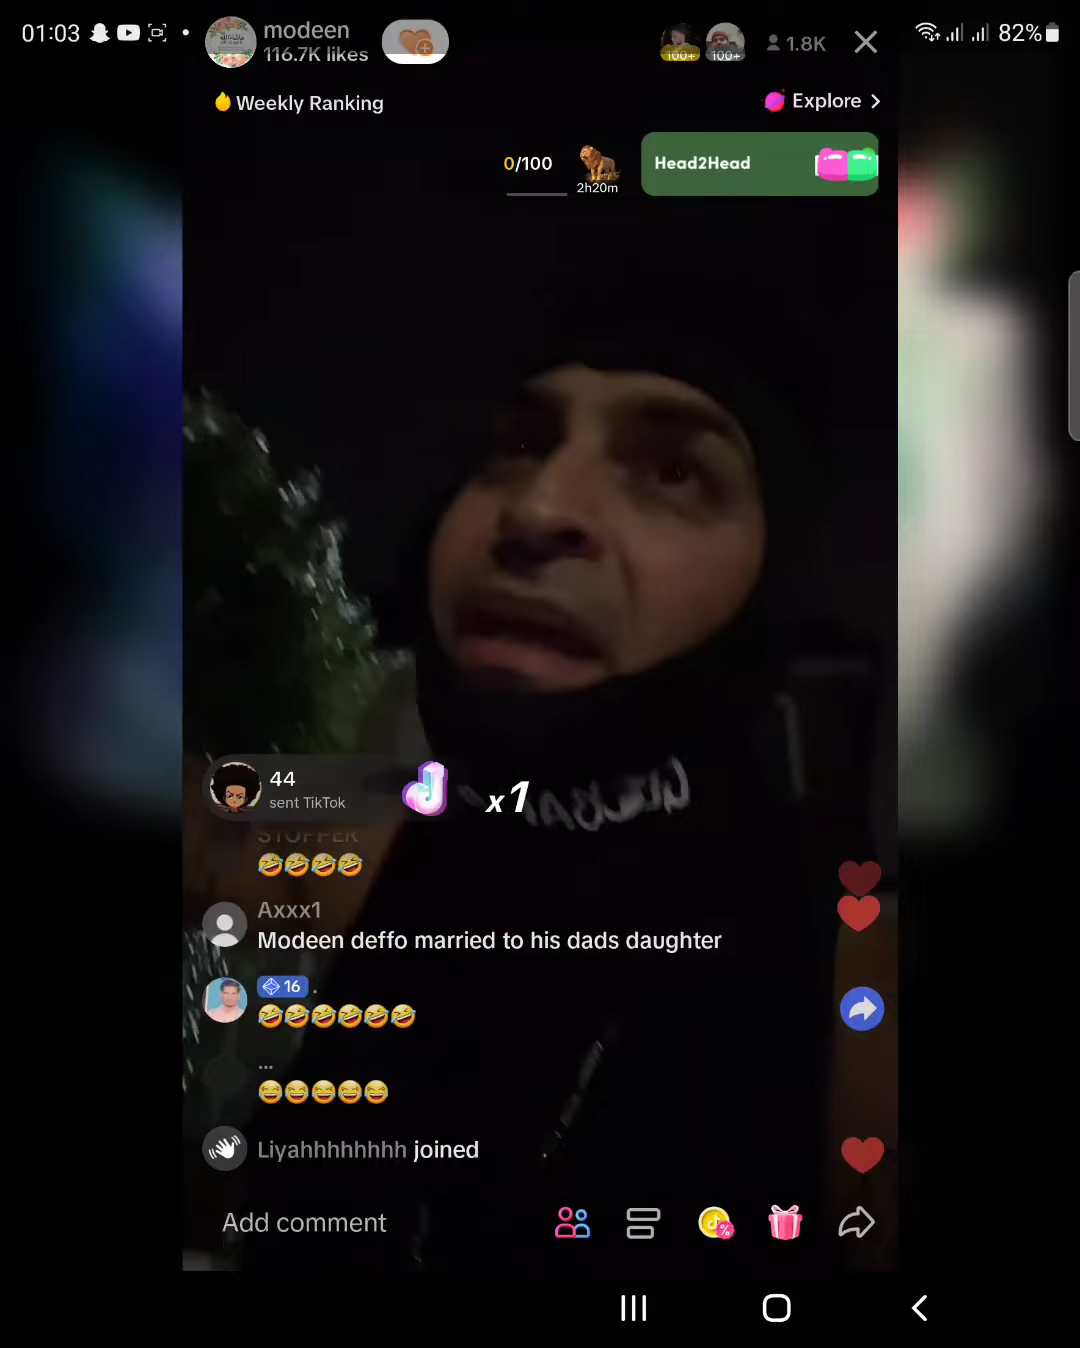 01:03
82%
modeen
116.7K likes
100+
100+
1.8K
Weekly Ranking
Explore
0/100
2h20m
Head2Head
44
sent TikTok
x1
STOPPER
🤣🤣🤣🤣
Axxx1
Modeen deffo married to his dads daughter
16 .
🤣🤣🤣🤣🤣🤣
...
😂😂😂😂😂
Liyahhhhhhhh joined
Add comment